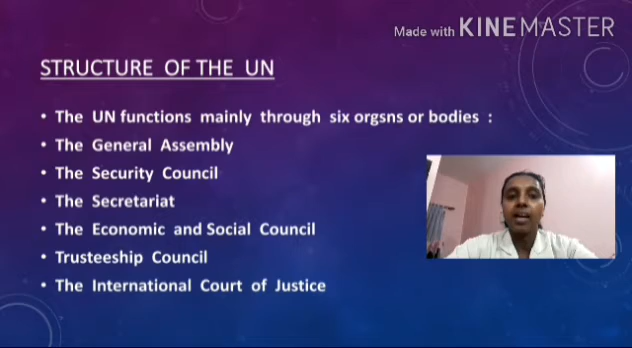 Made with KINEMASTER
STRUCTURE OF THE UN
• The UN functions mainly through six orgsns or bodies :
• The General Assembly
• The Security Council
• The Secretariat
• The Economic and Social Council
• Trusteeship Council
• The International Court of Justice